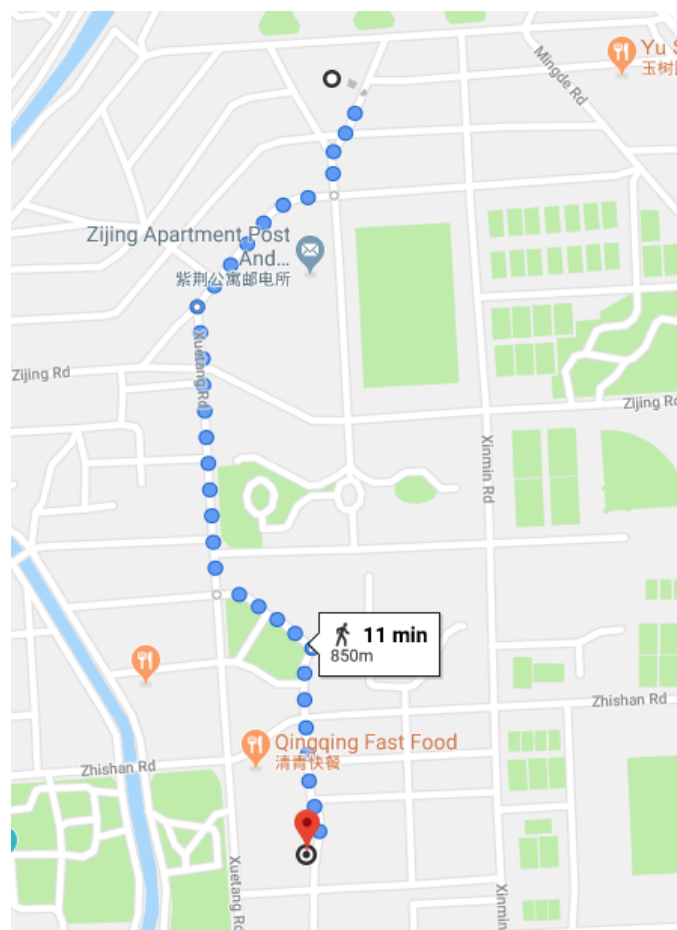 Mingde Rd
Yu S
玉树
Zijing Apartment Post
And...
紫荆公寓邮电所
Xuetang Rd
Zijing Rd
Zijing Rd
Xinmin Rd
11 min
850m
Zhishan Rd
Qingqing Fast Food
清青快餐
Zhishan Rd
Xuetang Rd
Xinmin